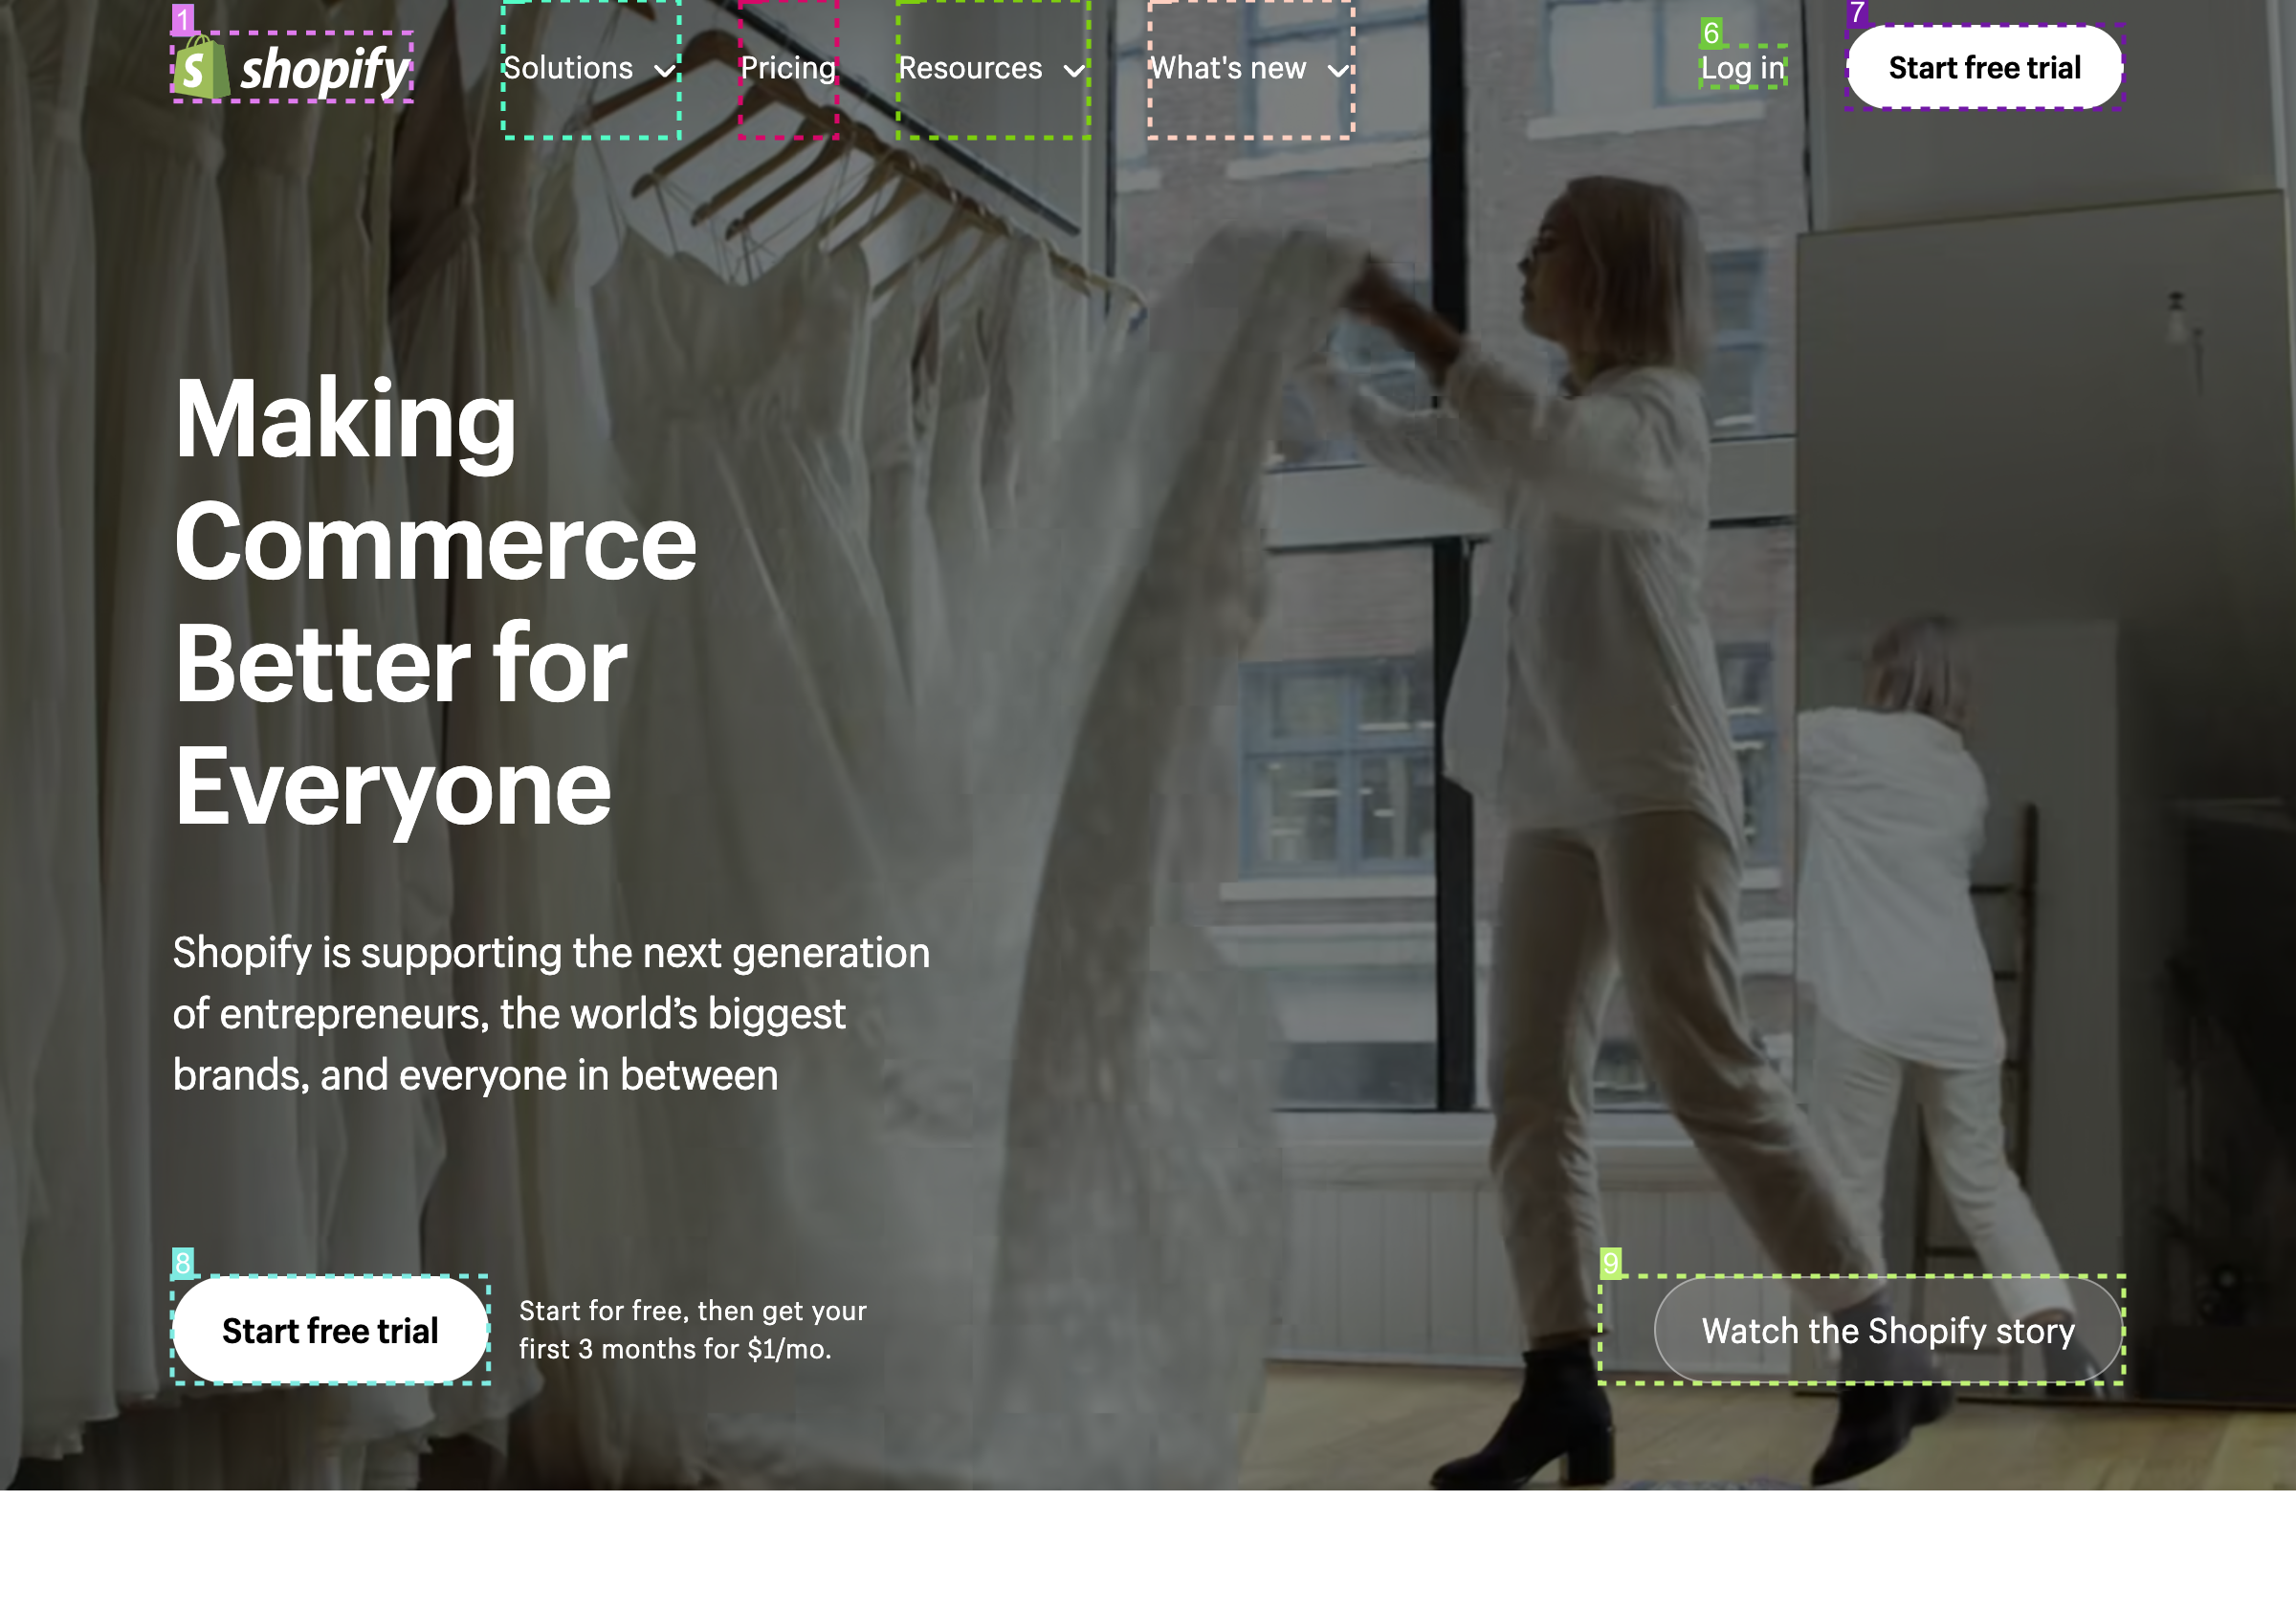 1
shopify
Solutions
Pricing
Resources
What's new
6
Log in
7
Start free trial
Making
Commerce
Better for
Everyone
Shopify is supporting the next generation
of entrepreneurs, the world’s biggest
brands, and everyone in between
8
Start free trial
Start for free, then get your
first 3 months for $1/mo.
9
Watch the Shopify story